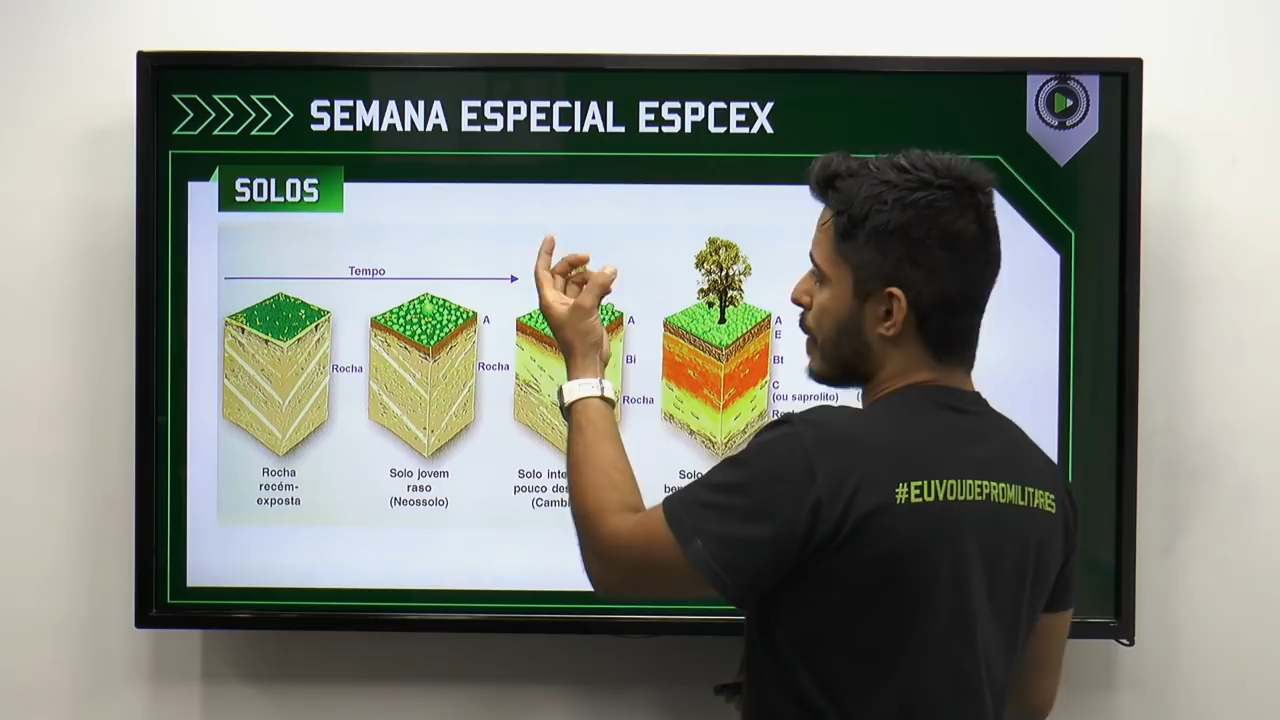 SEMANA ESPECIAL ESPCEX
SOLOS
Tempo
A
Rocha
A
Rocha
A
Bi
Rocha
A
E
Bt
C
(ou saprolito)
Rocha
recém-
exposta
Solo jovem
raso
(Neossolo)
Solo
pouco
Solo
#EUVOUDEPROMILITARES